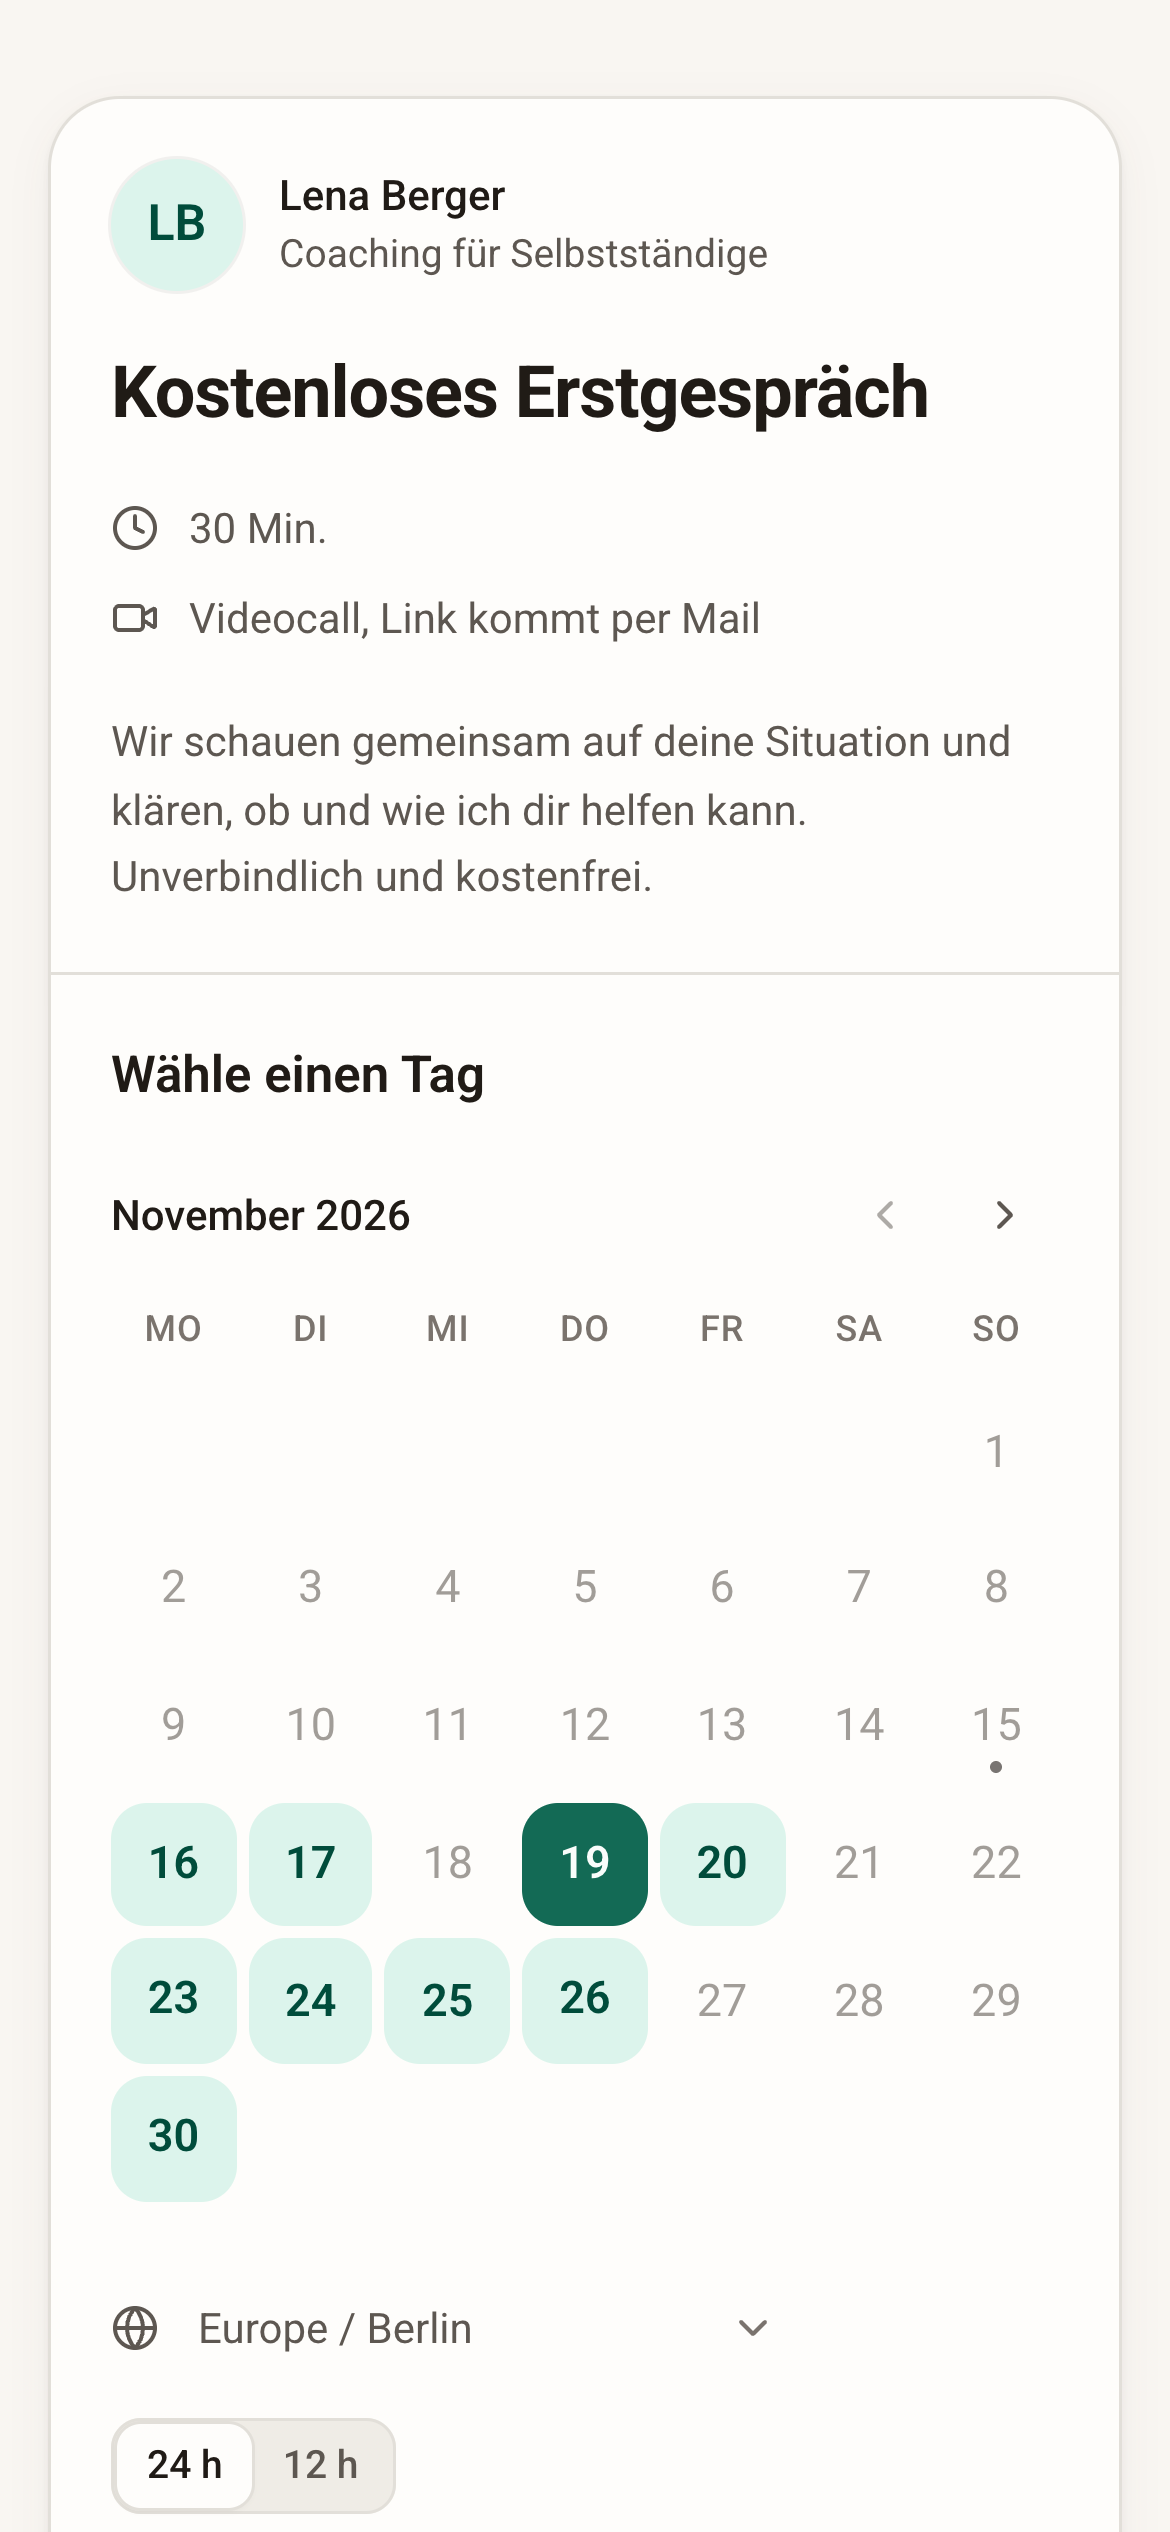 LB
Lena Berger
Coaching für Selbstständige
Kostenloses Erstgespräch
30 Min.
Videocall, Link kommt per Mail
Wir schauen gemeinsam auf deine Situation und
klären, ob und wie ich dir helfen kann.
Unverbindlich und kostenfrei.
Wähle einen Tag
November 2026
MO DI MI DO FR SA SO
1
2 3 4 5 6 7 8
9 10 11 12 13 14 15
16 17 18 19 20 21 22
23 24 25 26 27 28 29
30
Europe / Berlin
24 h 12 h